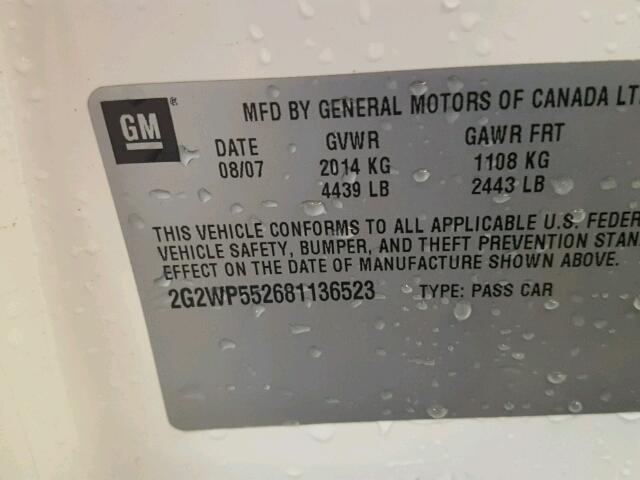 GM ®
MFD BY GENERAL MOTORS OF CANADA LT
DATE GVWR GAWR FRT
08/07 2014 KG 1108 KG
4439 LB 2443 LB
THIS VEHICLE CONFORMS TO ALL APPLICABLE U.S. FEDER
VEHICLE SAFETY, BUMPER, AND THEFT PREVENTION STAN
EFFECT ON THE DATE OF MANUFACTURE SHOWN ABOVE.
2G2WP552681136523 TYPE: PASS CAR